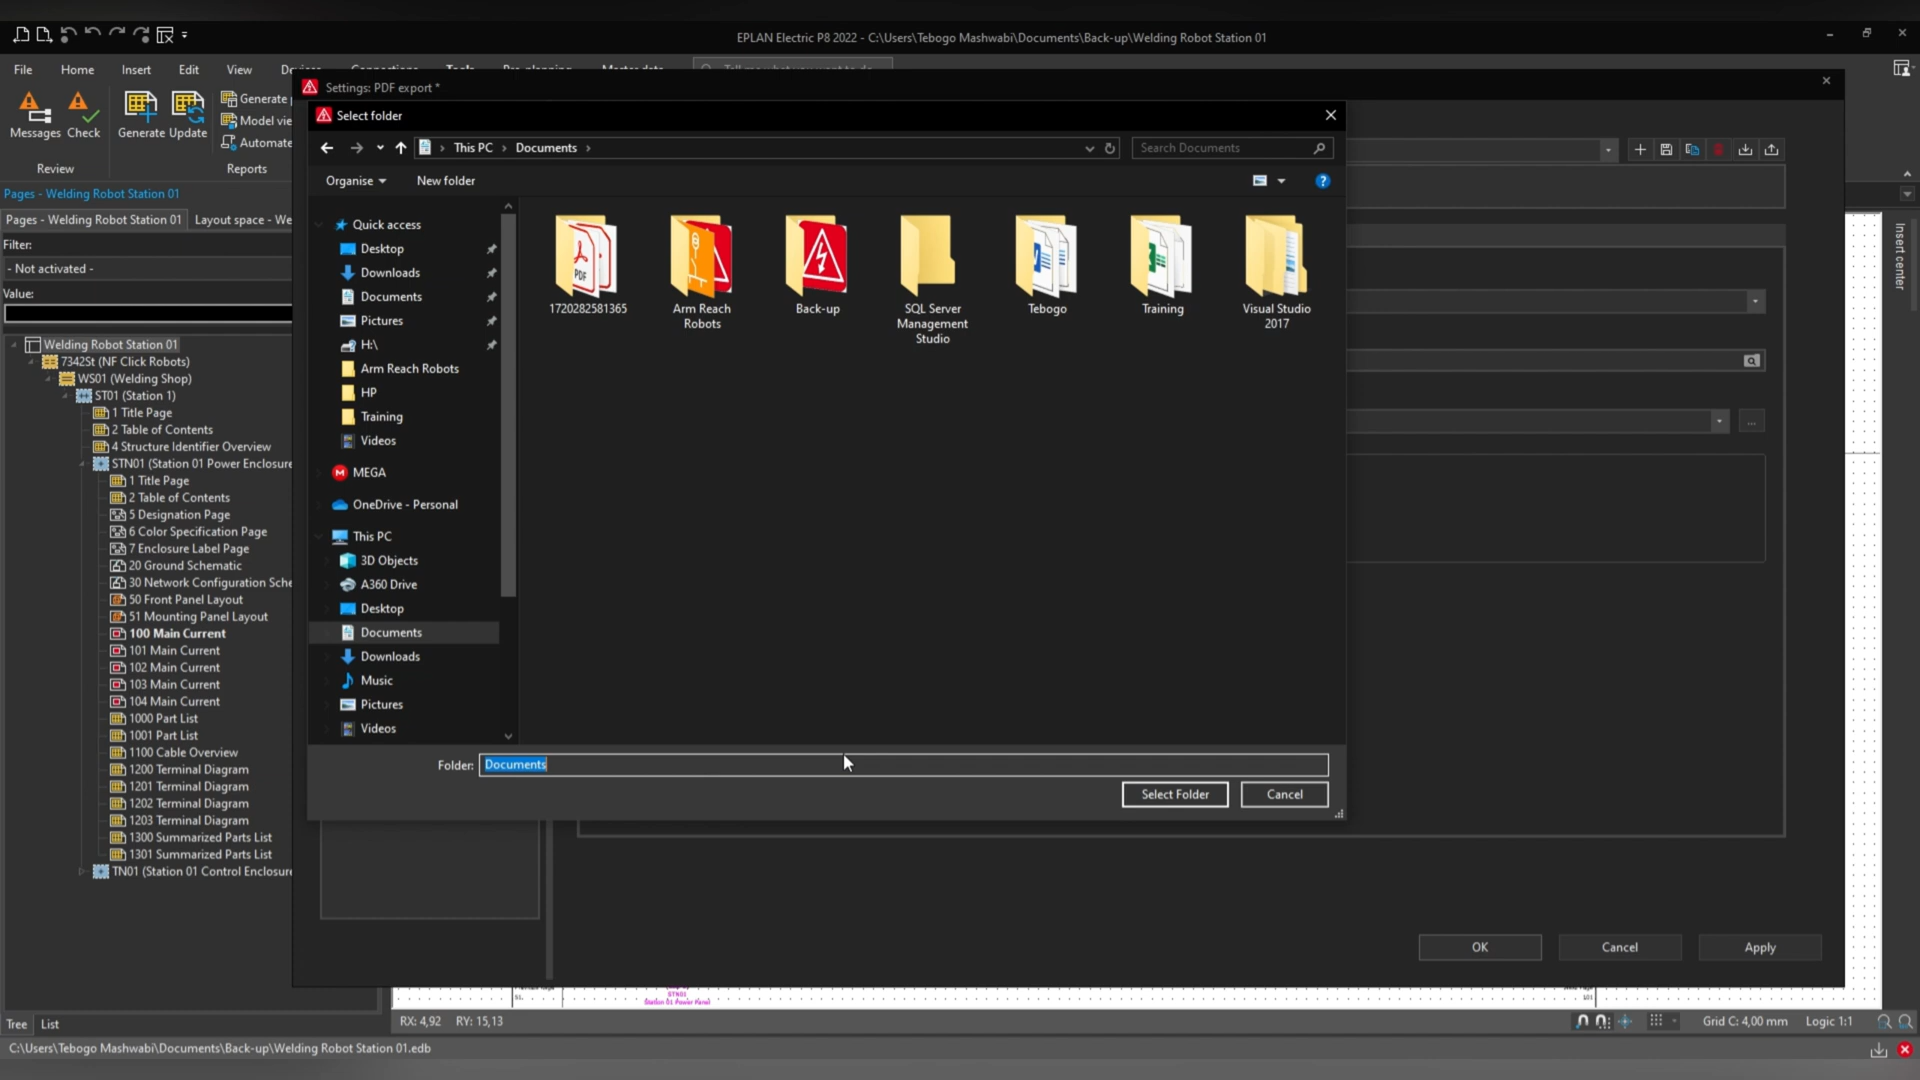 EPLAN Electric P8 2022 - C:\Users\Tebogo Mashwabi\Documents\Back-up\Welding Robot Station 01
File Home Insert Edit View
Settings: PDF export *
Messages Check Generate Update
Generate
Model vie
Automate
Review Reports
Select folder
This PC Documents
Search Documents
Organise New folder
Pages - Welding Robot Station 01
Pages - Welding Robot Station 01 Layout space - We
Filter:
- Not activated -
Value:
Welding Robot Station 01
7342St (NF Click Robots)
WS01 (Welding Shop)
ST01 (Station 1)
1 Title Page
2 Table of Contents
4 Structure Identifier Overview
STN01 (Station 01 Power Enclosure
1 Title Page
2 Table of Contents
5 Designation Page
6 Color Specification Page
7 Enclosure Label Page
20 Ground Schematic
30 Network Configuration Sche
50 Front Panel Layout
51 Mounting Panel Layout
100 Main Current
101 Main Current
102 Main Current
103 Main Current
104 Main Current
1000 Part List
1001 Part List
1100 Cable Overview
1200 Terminal Diagram
1201 Terminal Diagram
1202 Terminal Diagram
1203 Terminal Diagram
1300 Summarized Parts List
1301 Summarized Parts List
TN01 (Station 01 Control Enclosure
Tree List
Quick access
Desktop
Downloads
Documents
Pictures
H:\
Arm Reach Robots
HP
Training
Videos
MEGA
OneDrive - Personal
This PC
3D Objects
A360 Drive
Desktop
Documents
Downloads
Music
Pictures
Videos
PDF
1720282581365
Arm Reach
Robots
Back-up
SQL Server
Management
Studio
Tebogo
Training
Visual Studio
2017
Folder: Documents
Select Folder Cancel
OK Cancel Apply
Insert center
STN01
Station 01 Power Panel
RX: 4,92 RY: 15,13
Grid C: 4,00 mm Logic 1:1
C:\Users\Tebogo Mashwabi\Documents\Back-up\Welding Robot Station 01.edb